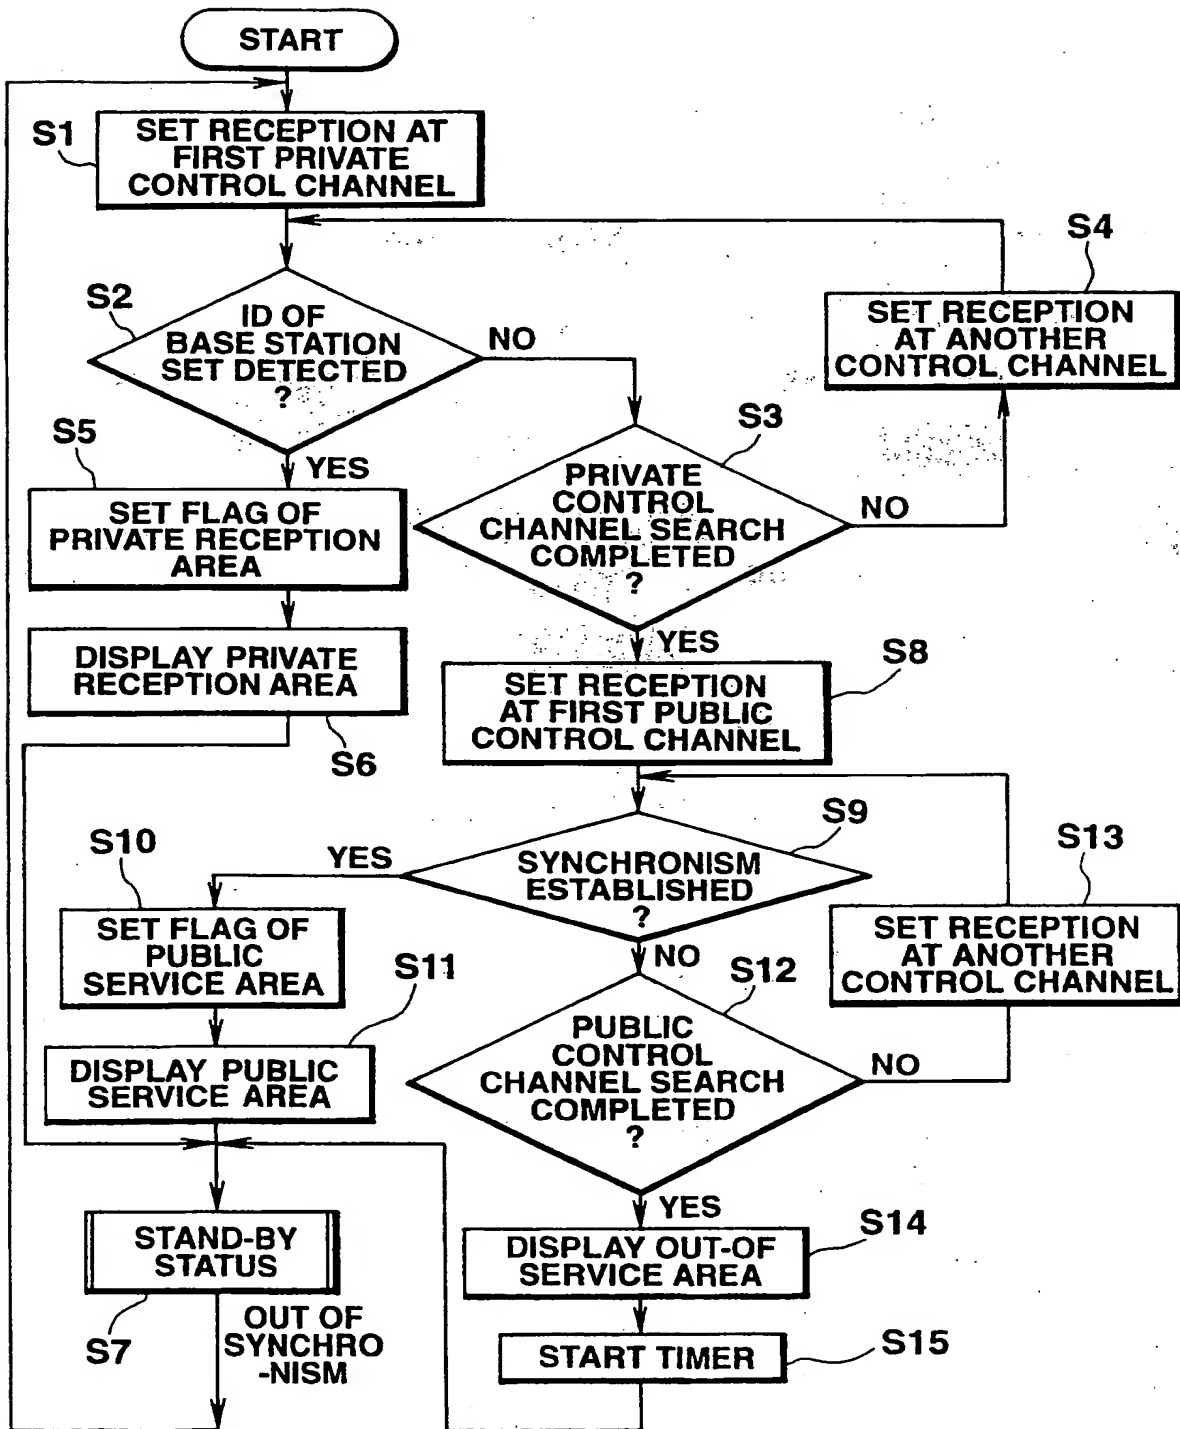 START
S1
SET RECEPTION AT
FIRST PRIVATE
CONTROL CHANNEL
S4
SET RECEPTION
AT ANOTHER
CONTROL CHANNEL
S2
ID OF
BASE STATION
SET DETECTED
?
NO
S3
PRIVATE
CONTROL
CHANNEL SEARCH
COMPLETED
?
NO
YES
S5
YES
SET FLAG OF
PRIVATE RECEPTION
AREA
DISPLAY PRIVATE
RECEPTION AREA
S6
S8
SET RECEPTION
AT FIRST PUBLIC
CONTROL CHANNEL
S9
SYNCHRONISM
ESTABLISHED
?
YES
NO
S10
SET FLAG OF
PUBLIC
SERVICE AREA
S11
DISPLAY PUBLIC
SERVICE AREA
S13
SET RECEPTION
AT ANOTHER
CONTROL CHANNEL
S12
PUBLIC
CONTROL
CHANNEL SEARCH
COMPLETED
?
NO
YES
S14
DISPLAY OUT-OF
SERVICE AREA
START TIMER
S15
STAND-BY
STATUS
S7
OUT OF
SYNCHRO
-NISM